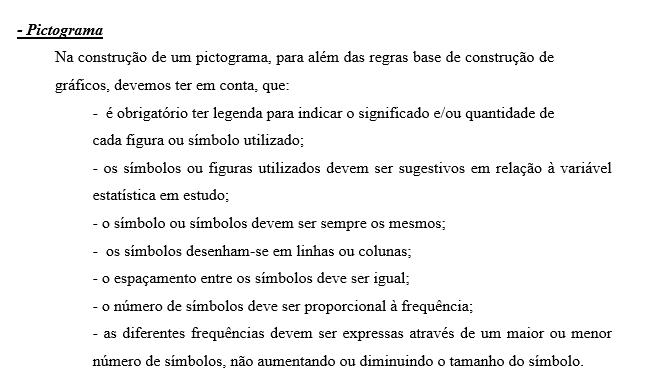 - Pictograma
Na construção de um pictograma, para além das regras base de construção de
gráficos, devemos ter em conta, que:
- é obrigatório ter legenda para indicar o significado e/ou quantidade de
cada figura ou símbolo utilizado;
- os símbolos ou figuras utilizados devem ser sugestivos em relação à variável
estatística em estudo;
- o símbolo ou símbolos devem ser sempre os mesmos;
- os símbolos desenham-se em linhas ou colunas;
- o espaçamento entre os símbolos deve ser igual;
- o número de símbolos deve ser proporcional à frequência;
- as diferentes frequências devem ser expressas através de um maior ou menor
número de símbolos, não aumentando ou diminuindo o tamanho do símbolo.